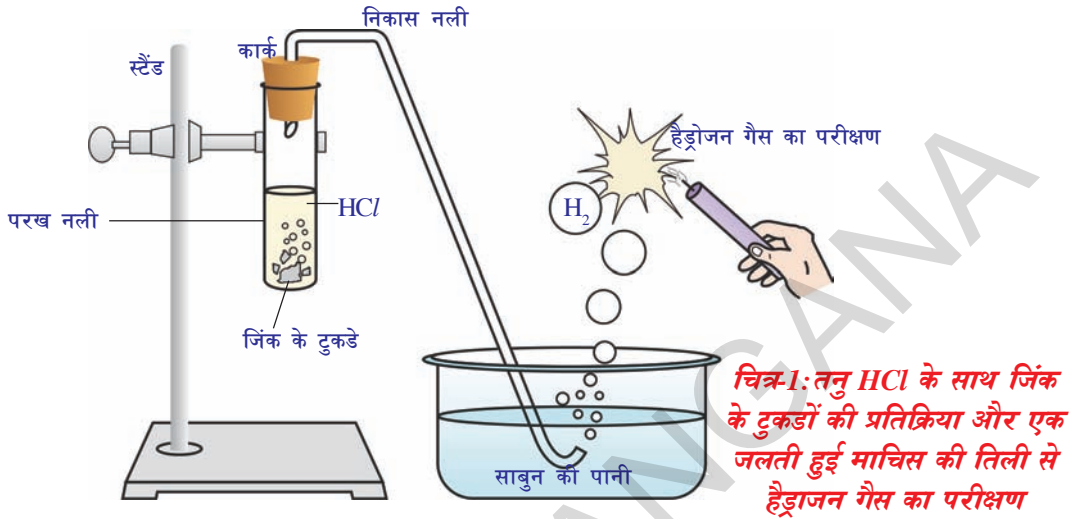 निकास नली
कार्क
स्टैंड
हैड्रोजन गैस का परीक्षण
H₂
HCl
परख नली
जिंक के टुकडे
साबुन की पानी
चित्र-1: तनु HCl के साथ जिंक
के टुकडों की प्रतिक्रिया और एक
जलती हुई माचिस की तिली से
हैड्राजन गैस का परीक्षण